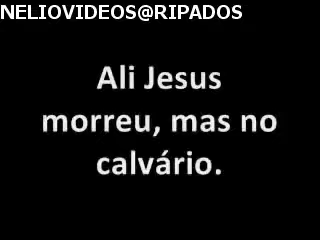 NELIOVIDEOS@RIPADOS
Ali Jesus
morreu, mas no
calvário.